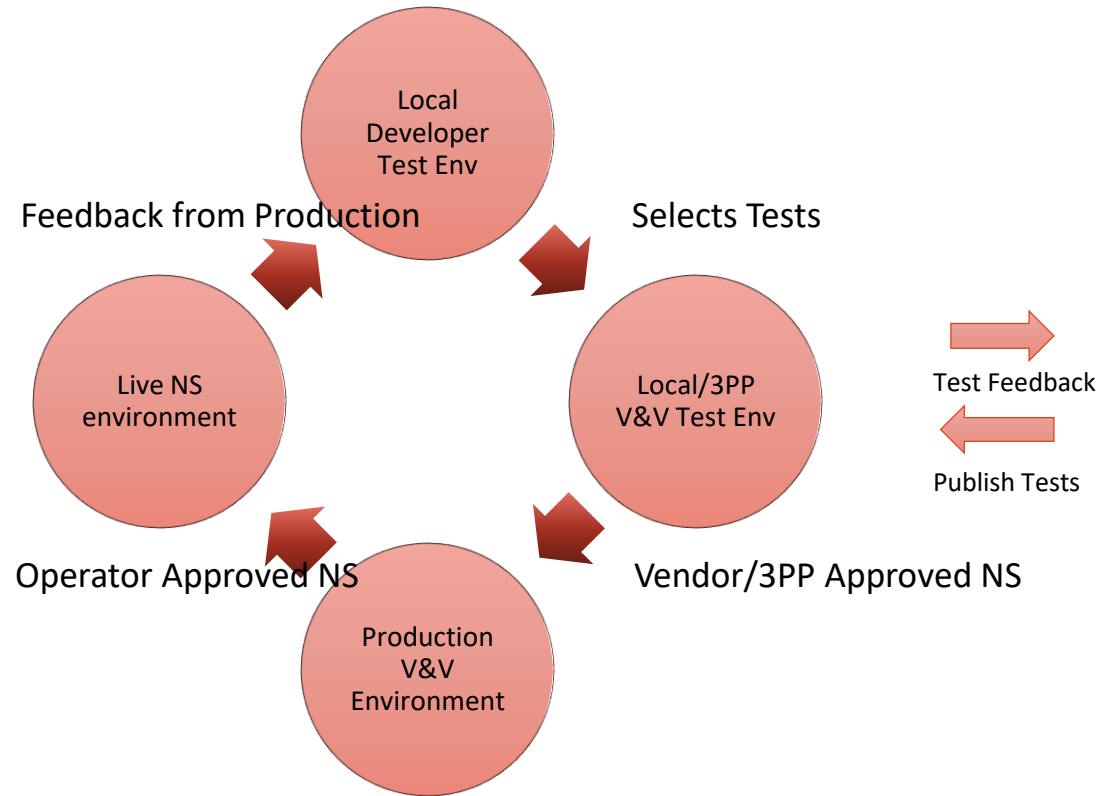 Local
Developer
Test Env
Feedback from Production
Selects Tests
Live NS
environment
Local/3PP
V&V Test Env
Test Feedback
Publish Tests
Operator Approved NS
Vendor/3PP Approved NS
Production
V&V
Environment